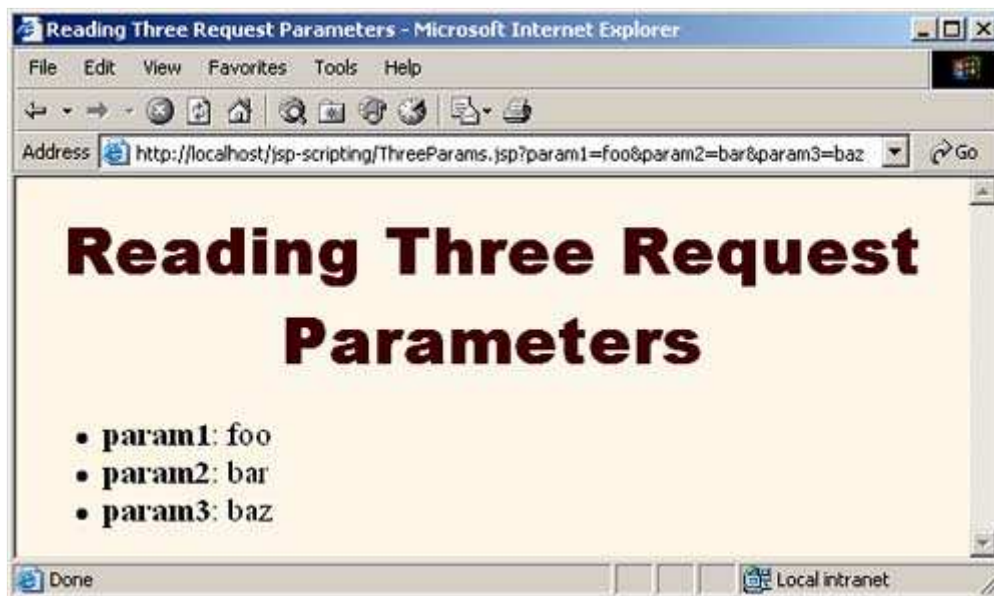 Reading Three Request Parameters - Microsoft Internet Explorer
File Edit View Favorites Tools Help
Address http://localhost/jsp-scripting/ThreeParams.jsp?param1=foo&param2=bar&param3=baz Go
Reading Three Request
Parameters
• param1: foo
• param2: bar
• param3: baz
Done Local intranet